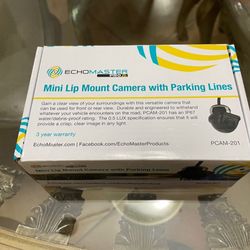 ECHOMASTER
PRO
Mini Lip Mount Camera with Parking Lines
Gain a clear view of your surroundings with this versatile camera that
can be used for front or rear view. Durable and engineered to withstand
whatever your vehicle encounters on the road, PCAM-201 has an IP67
water/debris-proof rating. The 0.5 LUX specification ensures that it will
provide a crisp, clear image in any light.
3 year warranty
EchoMaster.com | Facebook.com/EchoMasterProducts
PCAM-201
Mini Lip Mount Camera with Parking Lines